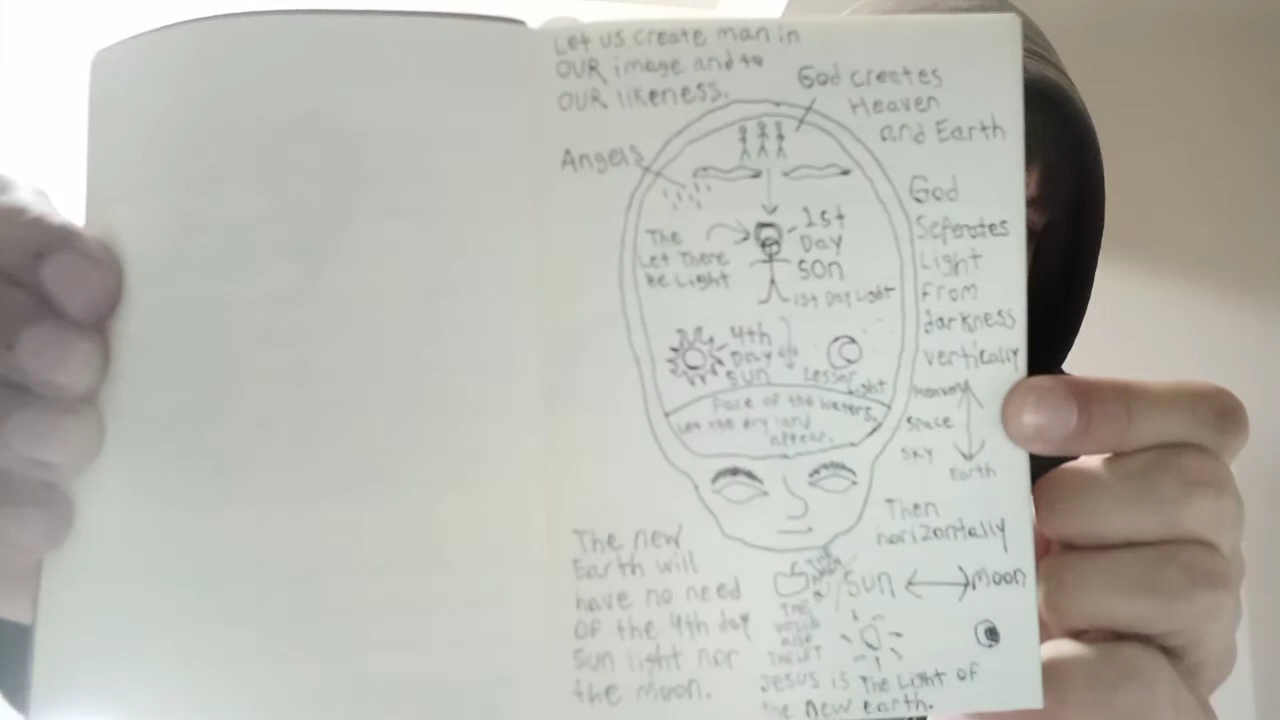 Let us create man in
OUR image and to
OUR likeness.
God creates
Heaven
and Earth
Angels
God
Seperates
Light
From
darkness
vertically
1st
Day
SON
The
Let There
Be Light
1st Day Light
4th
Day
SUN
Lesser
Light
Face of the waters.
Let the dry land
appear.
Heaven
Space
SKY
Earth
Then
horizontally
SUN
Moon
The new
Earth will
have no need
of the 4th day
sun light nor
the moon.
THE
Jesus is The Light of
the New earth.